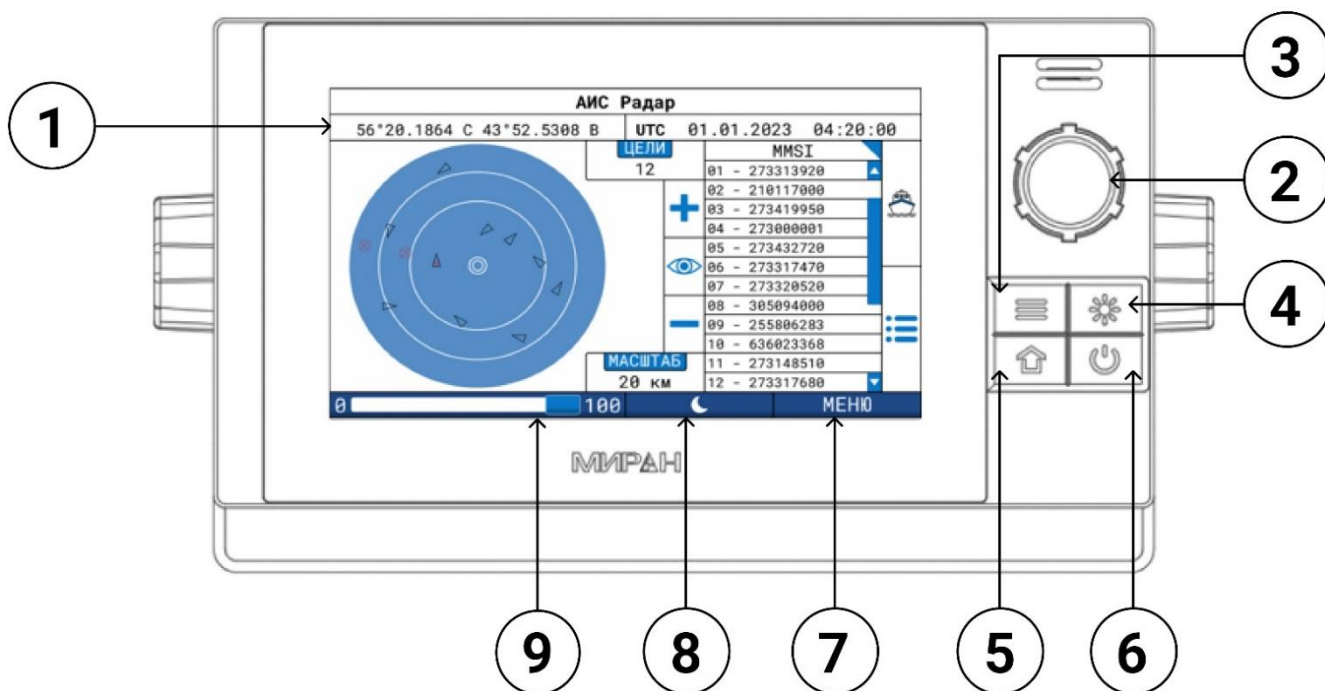 АИС Радар
56°20.1864 С 43°52.5308 В UTC 01.01.2023 04:20:00
ЦЕЛИ
12
МАСШТАБ
20 км
MMSI
01 - 273313920
02 - 210117000
03 - 273419950
04 - 273000001
05 - 273432720
06 - 273317470
07 - 273320520
08 - 305094000
09 - 255806283
10 - 636023368
11 - 273148510
12 - 273317680
0 100 МЕНЮ
МИРАН
1
3
2
4
9
8
7
5
6